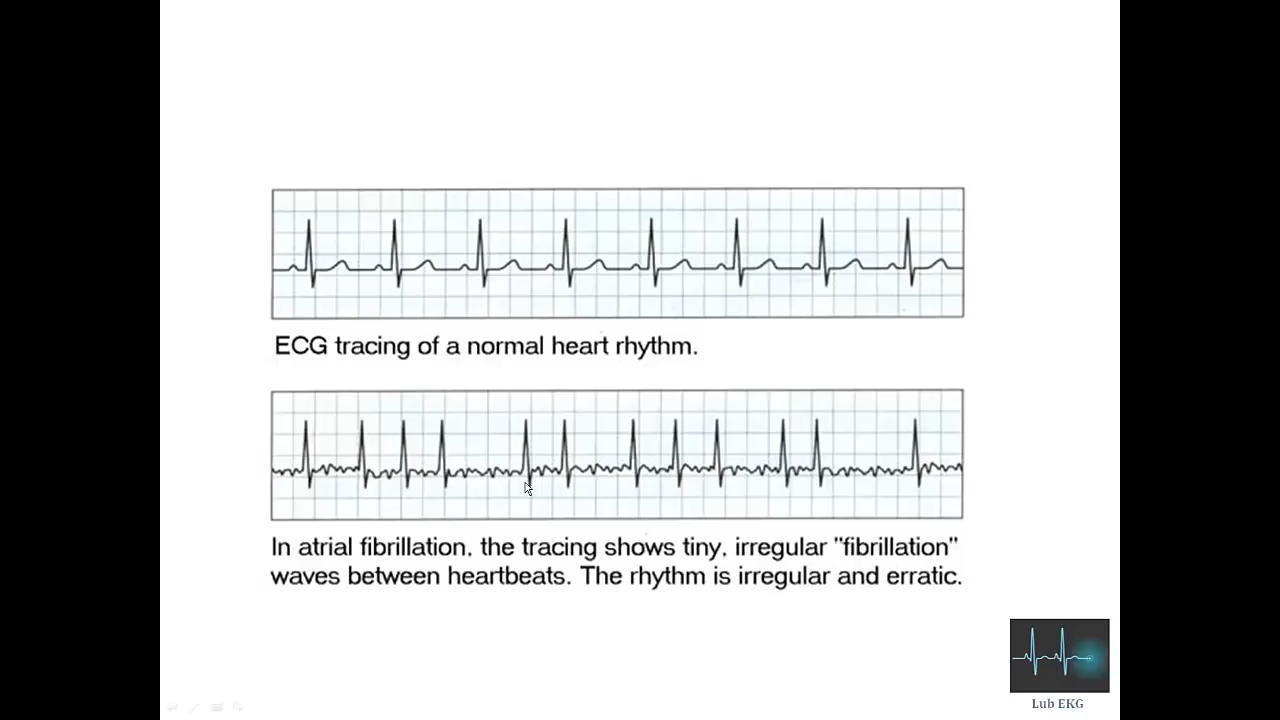 ECG tracing of a normal heart rhythm.
In atrial fibrillation, the tracing shows tiny, irregular "fibrillation"
waves between heartbeats. The rhythm is irregular and erratic.
Lub EKG